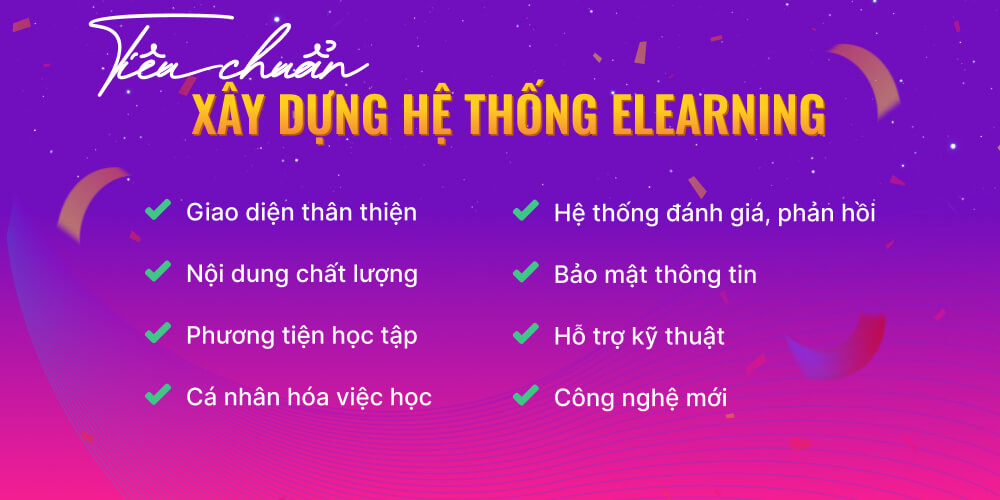 Tiêu chuẩn
XÂY DỰNG HỆ THỐNG ELEARNING
Giao diện thân thiện
Nội dung chất lượng
Phương tiện học tập
Cá nhân hóa việc học
Hệ thống đánh giá, phản hồi
Bảo mật thông tin
Hỗ trợ kỹ thuật
Công nghệ mới